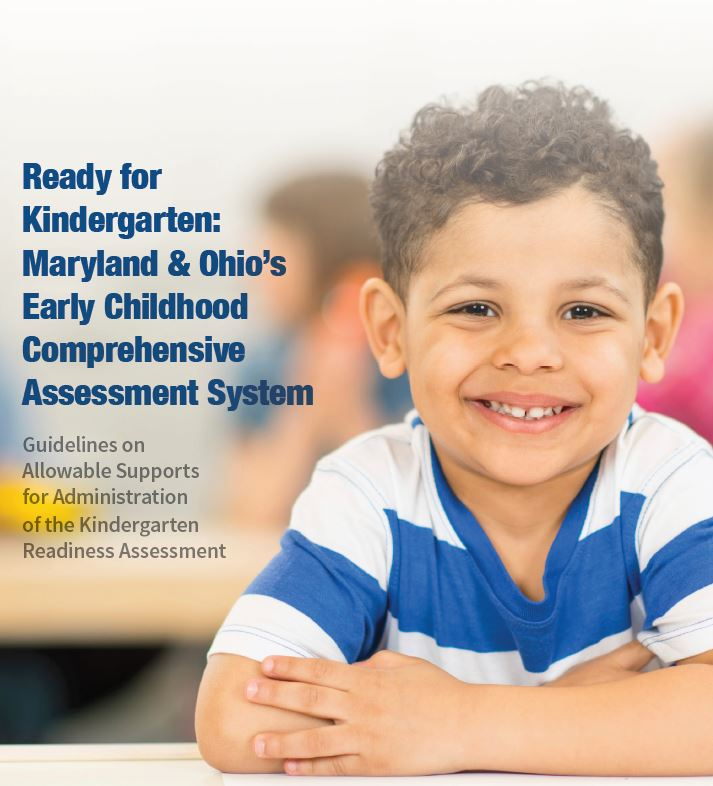 Ready for
Kindergarten:
Maryland & Ohio’s
Early Childhood
Comprehensive
Assessment System
Guidelines on
Allowable Supports
for Administration
of the Kindergarten
Readiness Assessment